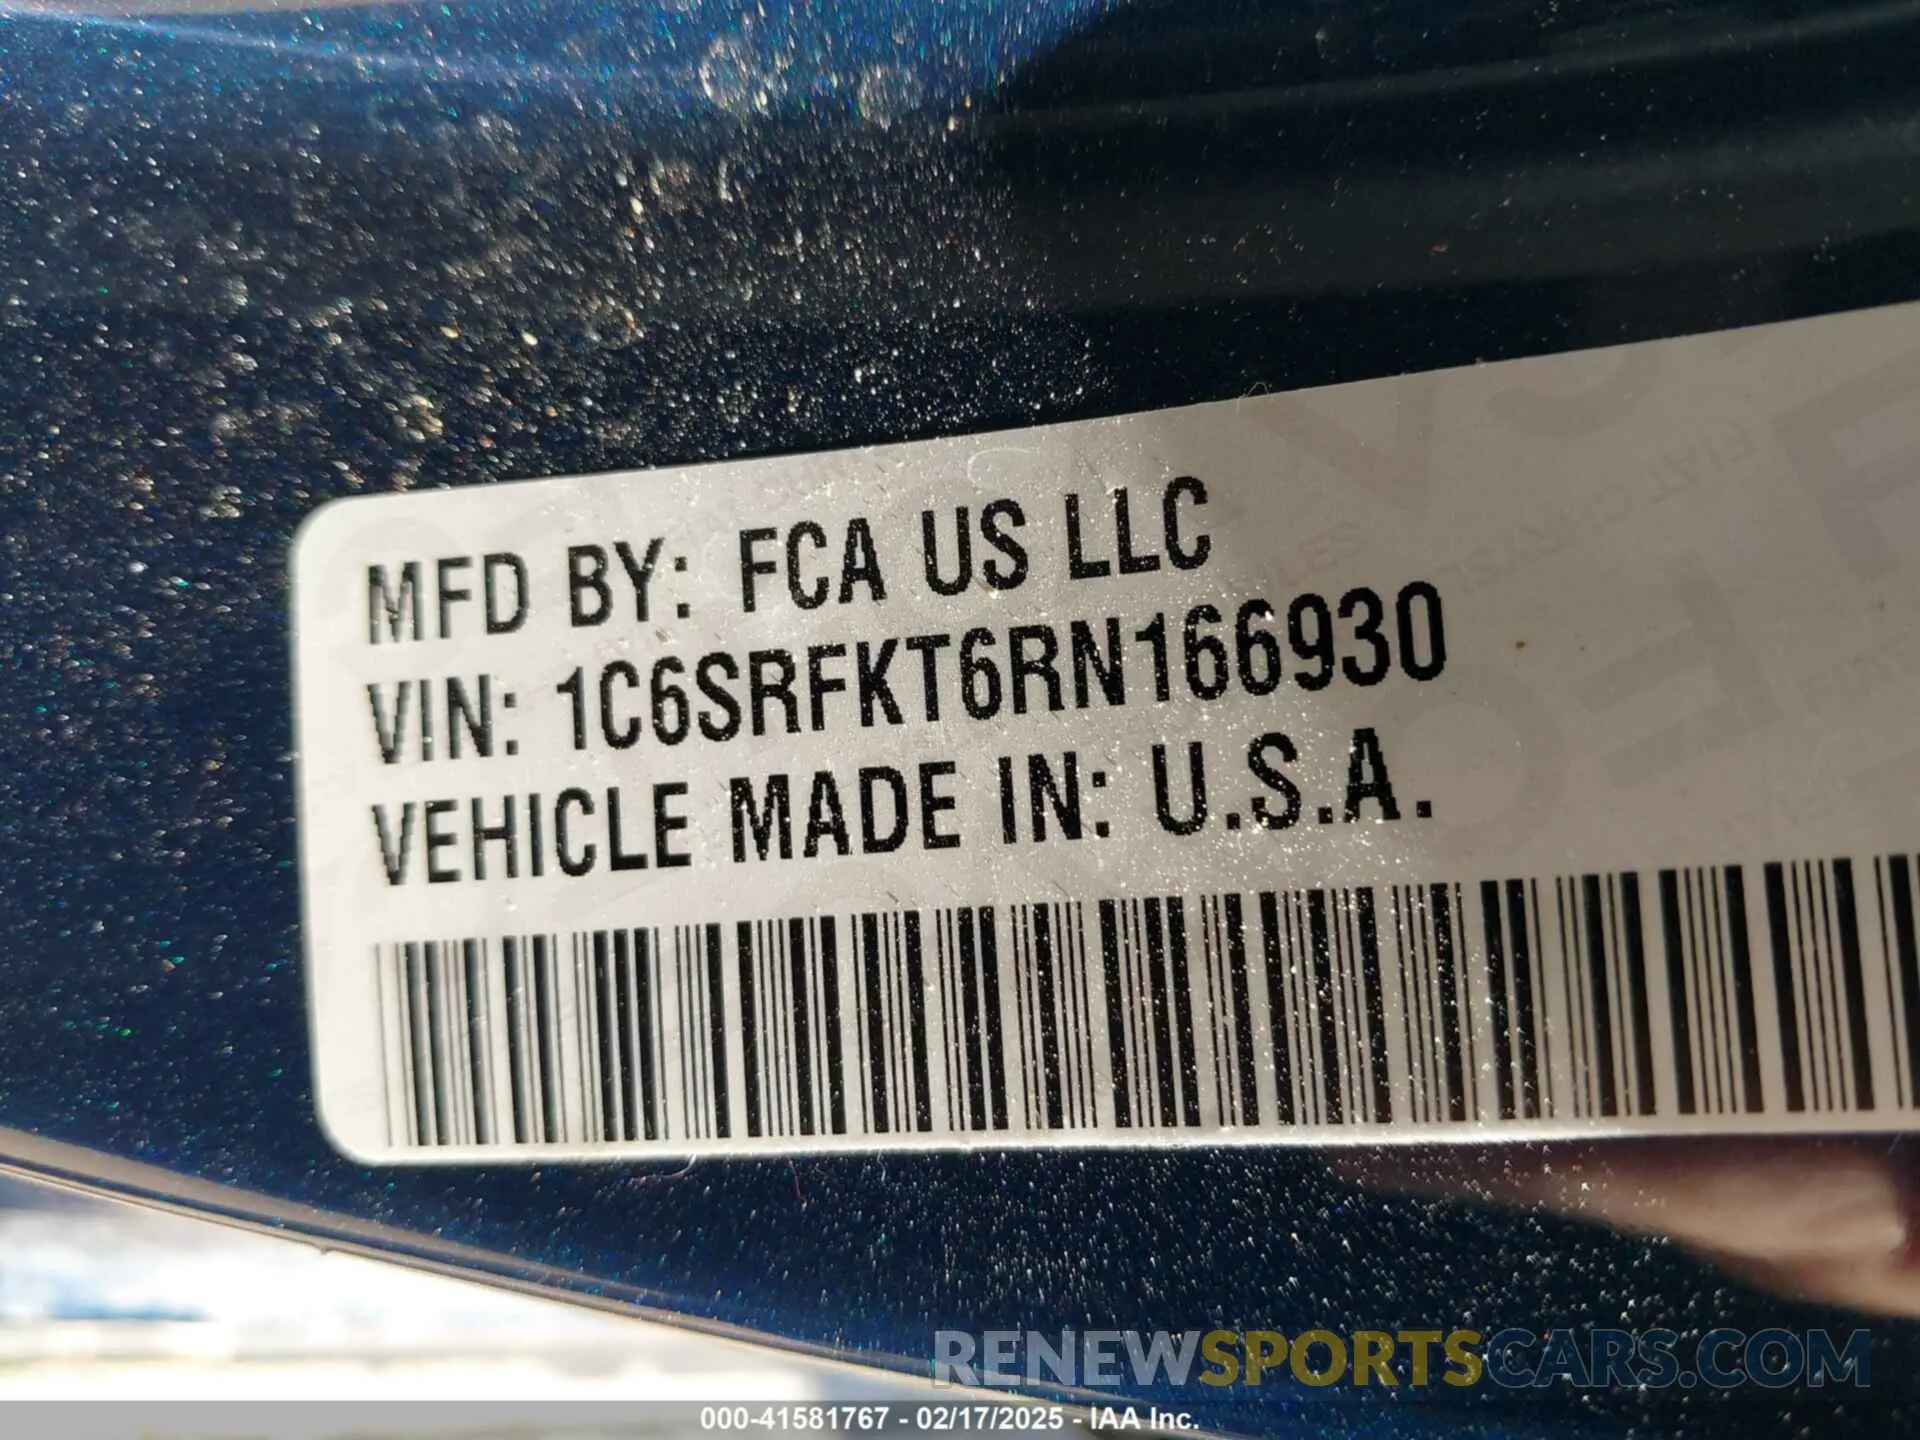 MFD BY: FCA US LLC
VIN: 1C6SRFKT6RN166930
VEHICLE MADE IN: U.S.A.
RENEWSPORTSCARS.COM
000-41581767 - 02/17/2025 - IAA Inc.